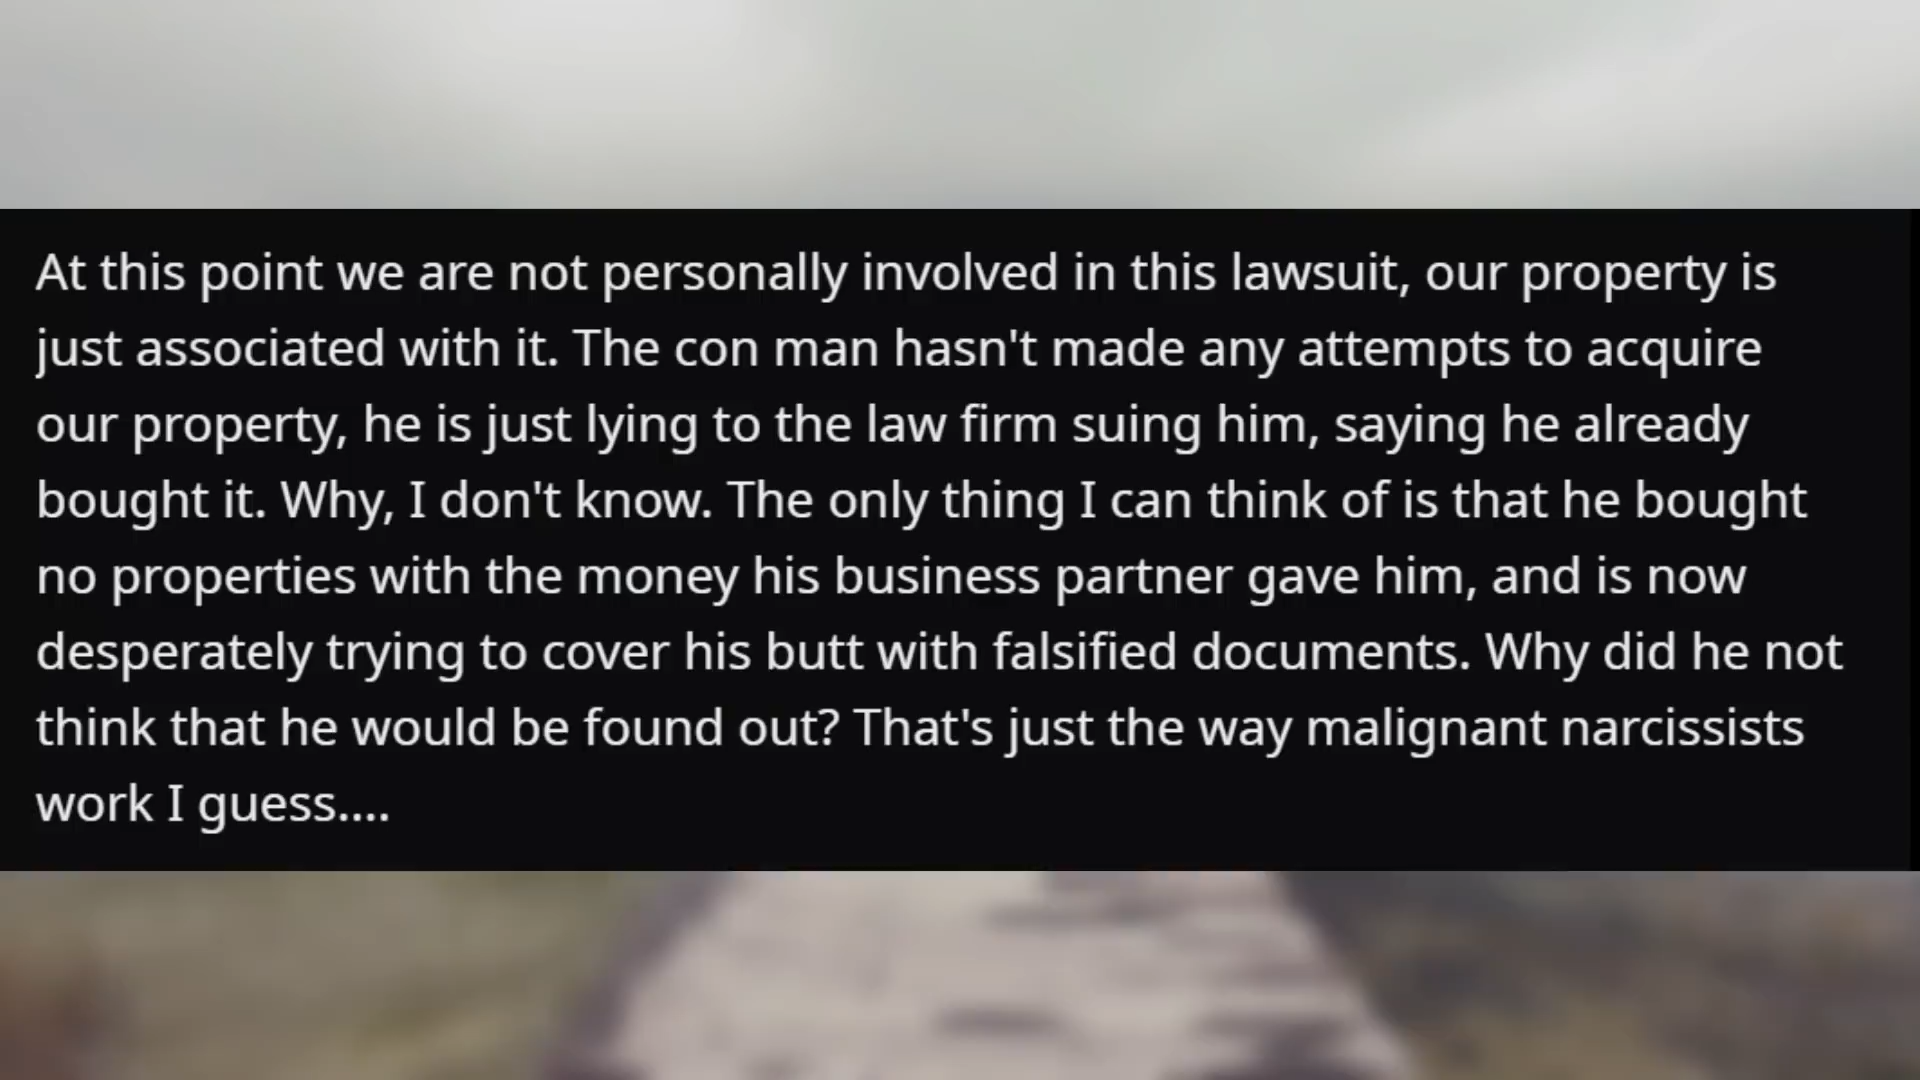 At this point we are not personally involved in this lawsuit, our property is
just associated with it. The con man hasn't made any attempts to acquire
our property, he is just lying to the law firm suing him, saying he already
bought it. Why, I don't know. The only thing I can think of is that he bought
no properties with the money his business partner gave him, and is now
desperately trying to cover his butt with falsified documents. Why did he not
think that he would be found out? That's just the way malignant narcissists
work I guess....